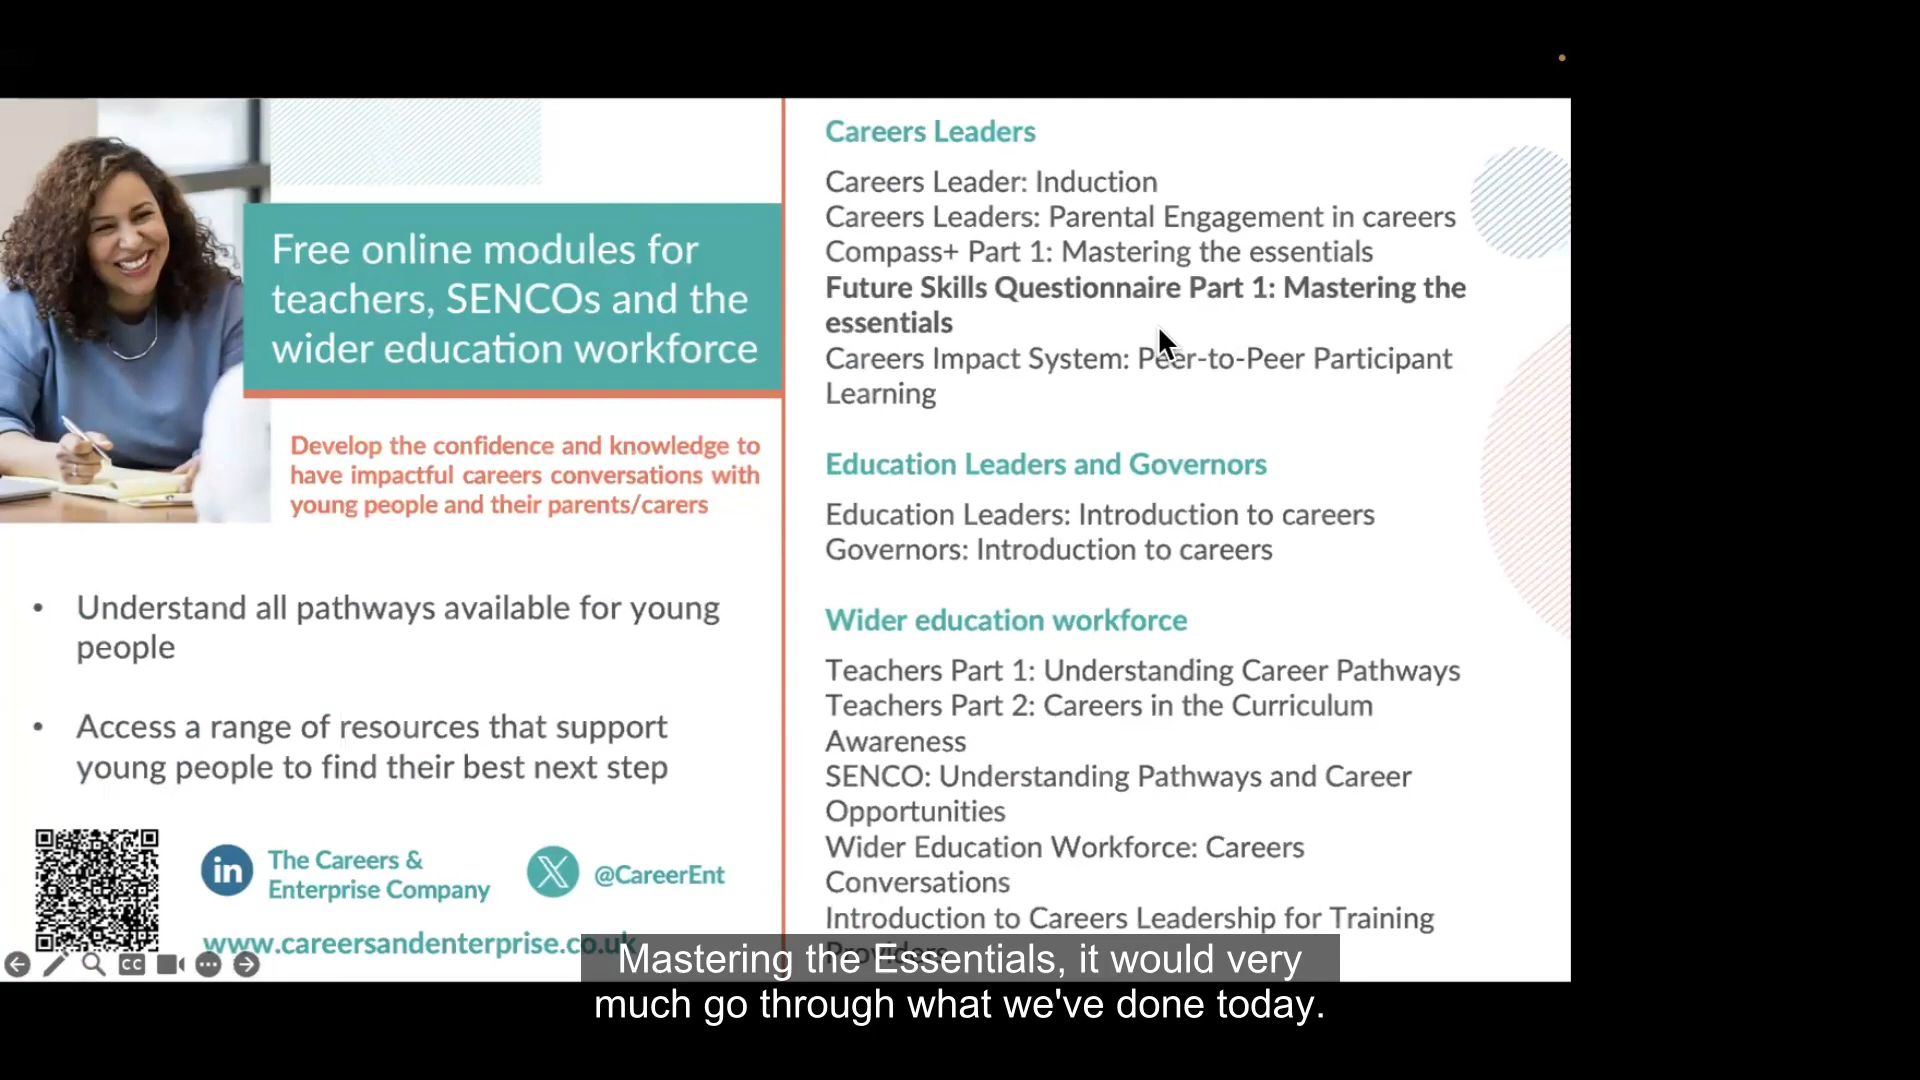 Free online modules for
teachers, SENCOs and the
wider education workforce
Develop the confidence and knowledge to
have impactful careers conversations with
young people and their parents/carers
• Understand all pathways available for young
people
• Access a range of resources that support
young people to find their best next step
in
The Careers &
Enterprise Company
X
@CareerEnt
www.careersandenterprise.co.uk
CC
Careers Leaders
Careers Leader: Induction
Careers Leaders: Parental Engagement in careers
Compass+ Part 1: Mastering the essentials
Future Skills Questionnaire Part 1: Mastering the
essentials
Careers Impact System: Peer-to-Peer Participant
Learning
Education Leaders and Governors
Education Leaders: Introduction to careers
Governors: Introduction to careers
Wider education workforce
Teachers Part 1: Understanding Career Pathways
Teachers Part 2: Careers in the Curriculum
Awareness
SENCO: Understanding Pathways and Career
Opportunities
Wider Education Workforce: Careers
Conversations
Introduction to Careers Leadership for Training
Providers
Mastering the Essentials, it would very
much go through what we've done today.